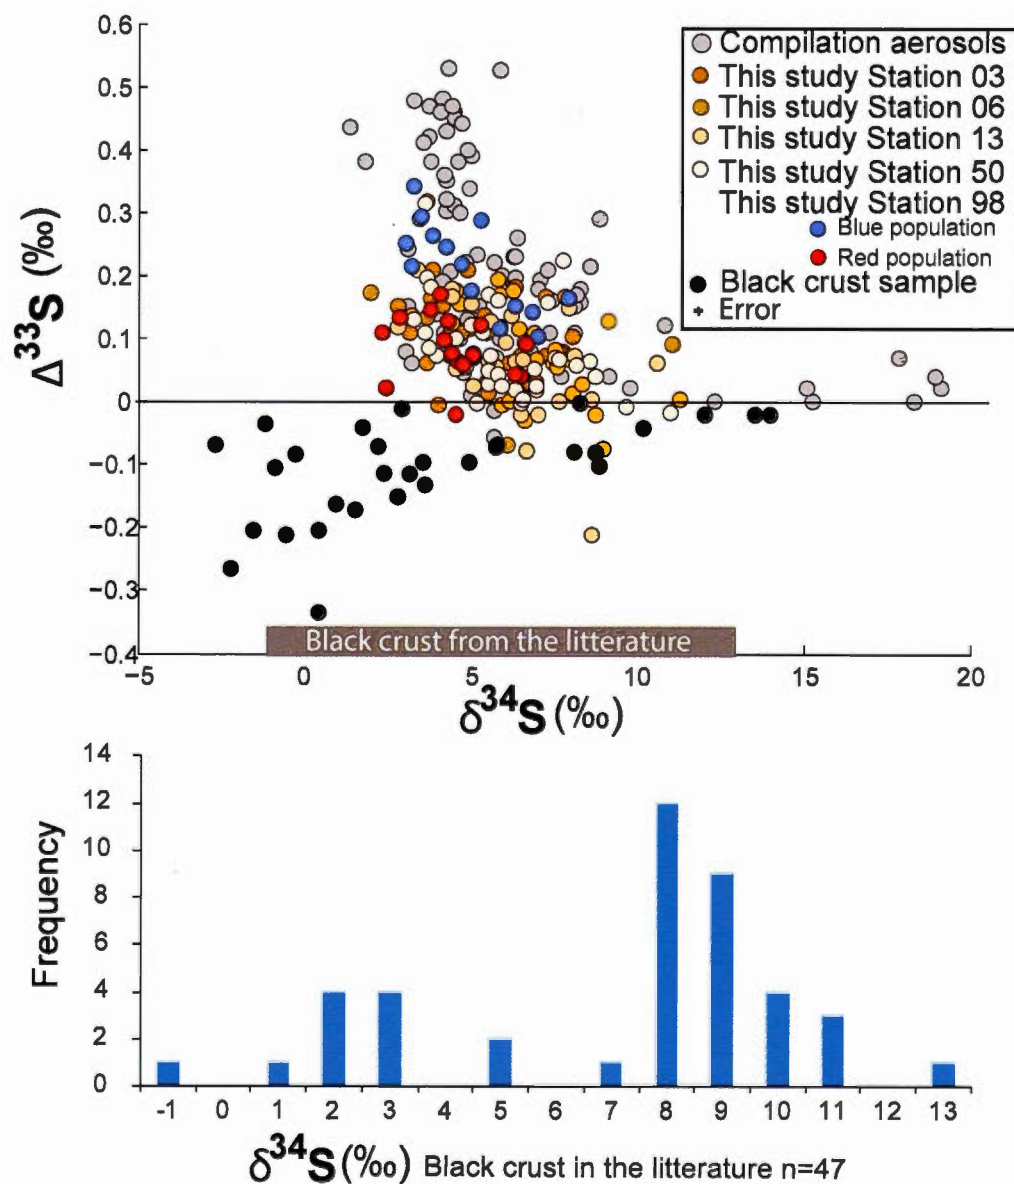 0.6
0.5
0.4
0.3
0.2
0.1
0
−0.1
−0.2
−0.3
−0.4
Δ33S (‰)
Compilation aerosols
This study Station 03
This study Station 06
This study Station 13
This study Station 50
This study Station 98
Blue population
Red population
Black crust sample
+ Error
Black crust from the litterature
−5 0 5 10 15 20
δ34S (‰)
14
12
10
8
6
4
2
0
Frequency
-1 0 1 2 3 4 5 6 7 8 9 10 11 12 13
δ34S (‰) Black crust in the litterature n=47